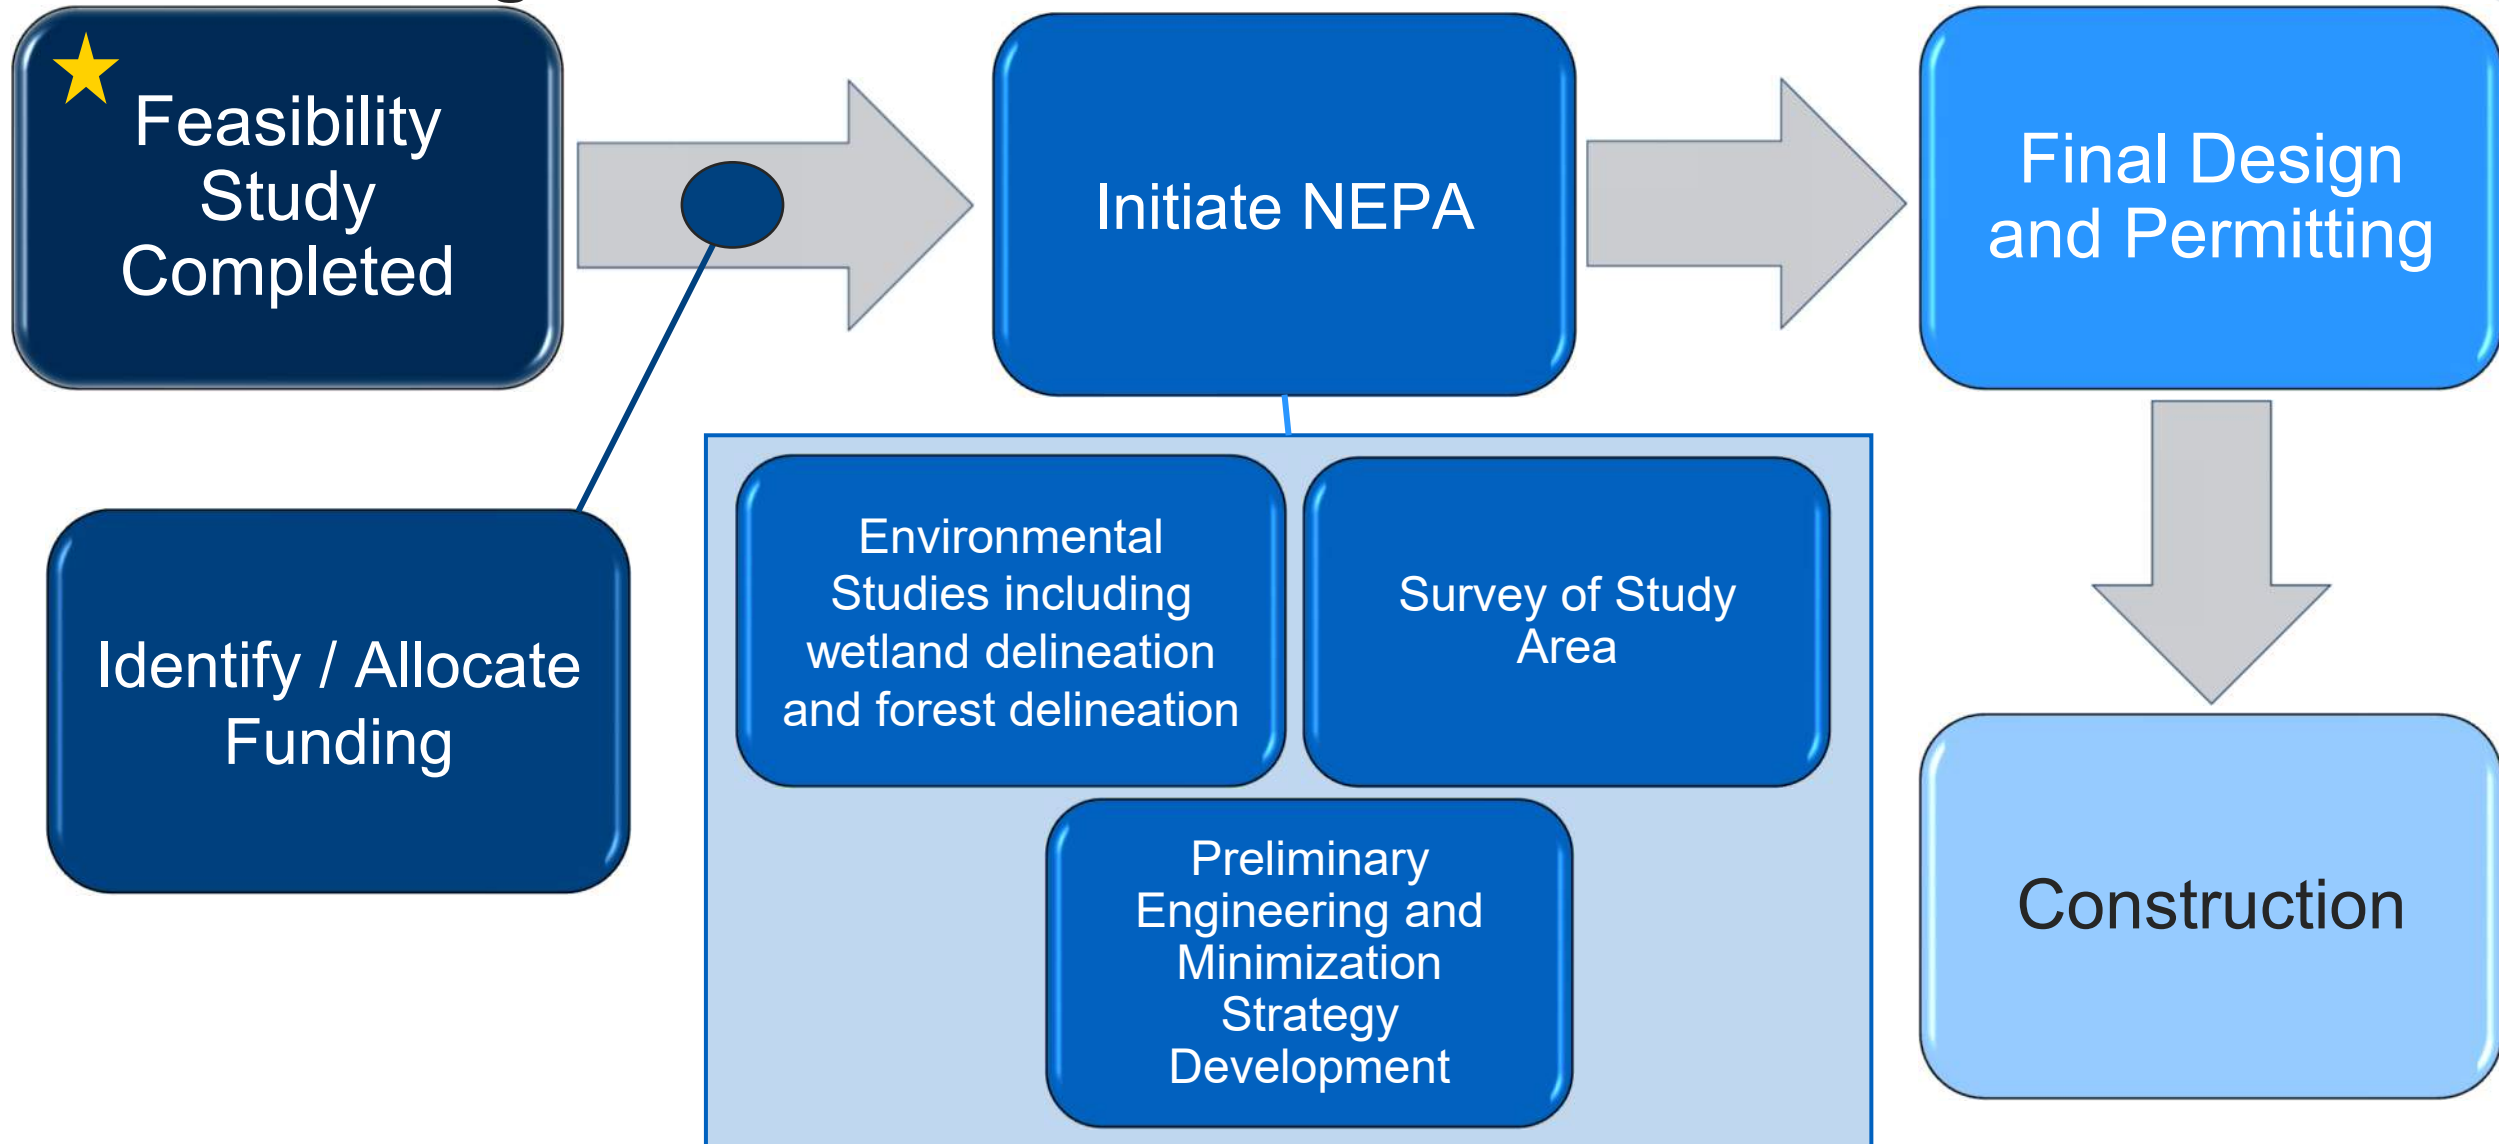 Feasibility
Study
Completed
Initiate NEPA
Final Design
and Permitting
Identify / Allocate
Funding
Environmental
Studies including
wetland delineation
and forest delineation
Survey of Study
Area
Preliminary
Engineering and
Minimization
Strategy
Development
Construction